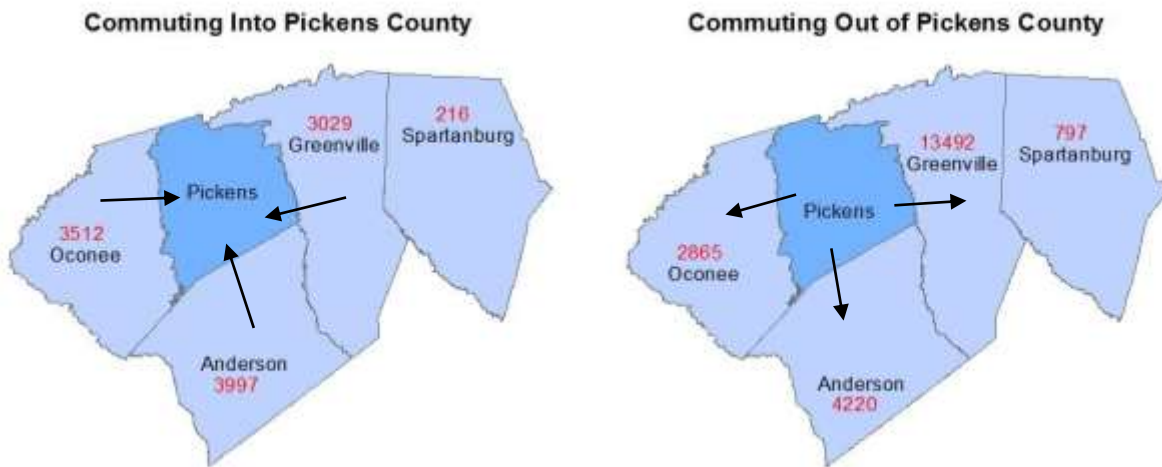 Commuting Into Pickens County
3029
Greenville
216
Spartanburg
Pickens
3512
Oconee
Anderson
3997
Commuting Out of Pickens County
13492
Greenville
797
Spartanburg
Pickens
2865
Oconee
Anderson
4220